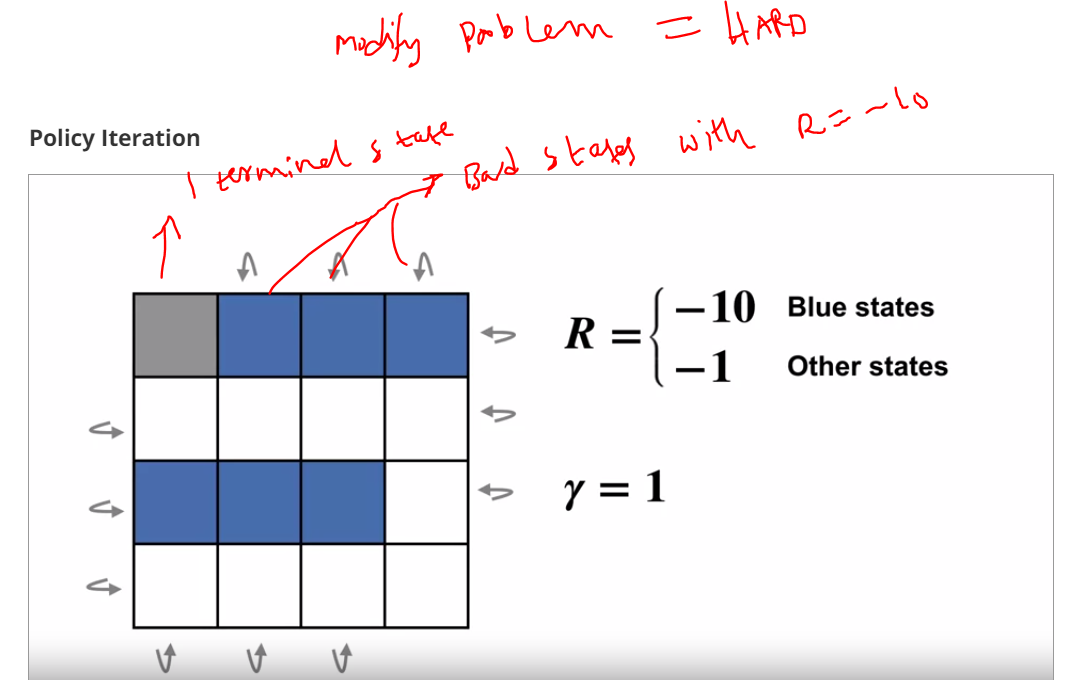 modify Problem = HARD
Policy Iteration
1 terminal state
Bad states with R = -10
R = { -10 Blue states
-1 Other states
γ = 1